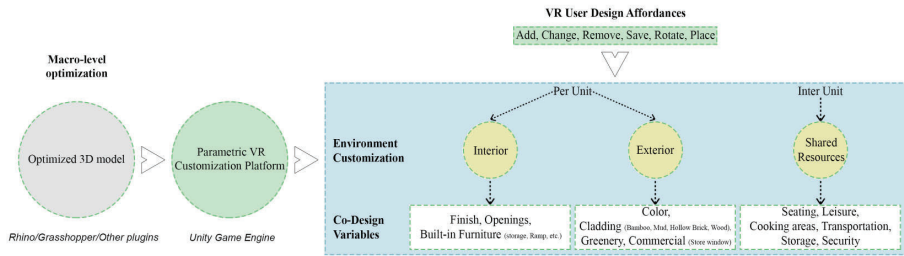 VR User Design Affordances
Add, Change, Remove, Save, Rotate, Place
Macro-level
optimization
Optimized 3D model
Rhino/Grasshopper/Other plugins
Parametric VR
Customization Platform
Unity Game Engine
Per Unit
Inter Unit
Environment
Customization
Interior
Exterior
Shared
Resources
Co-Design
Variables
Finish, Openings,
Built-in Furniture (storage, Ramp, etc.)
Color,
Cladding (Bamboo, Mud, Hollow Brick, Wood),
Greenery, Commercial (Store window)
Seating, Leisure,
Cooking areas, Transportation,
Storage, Security